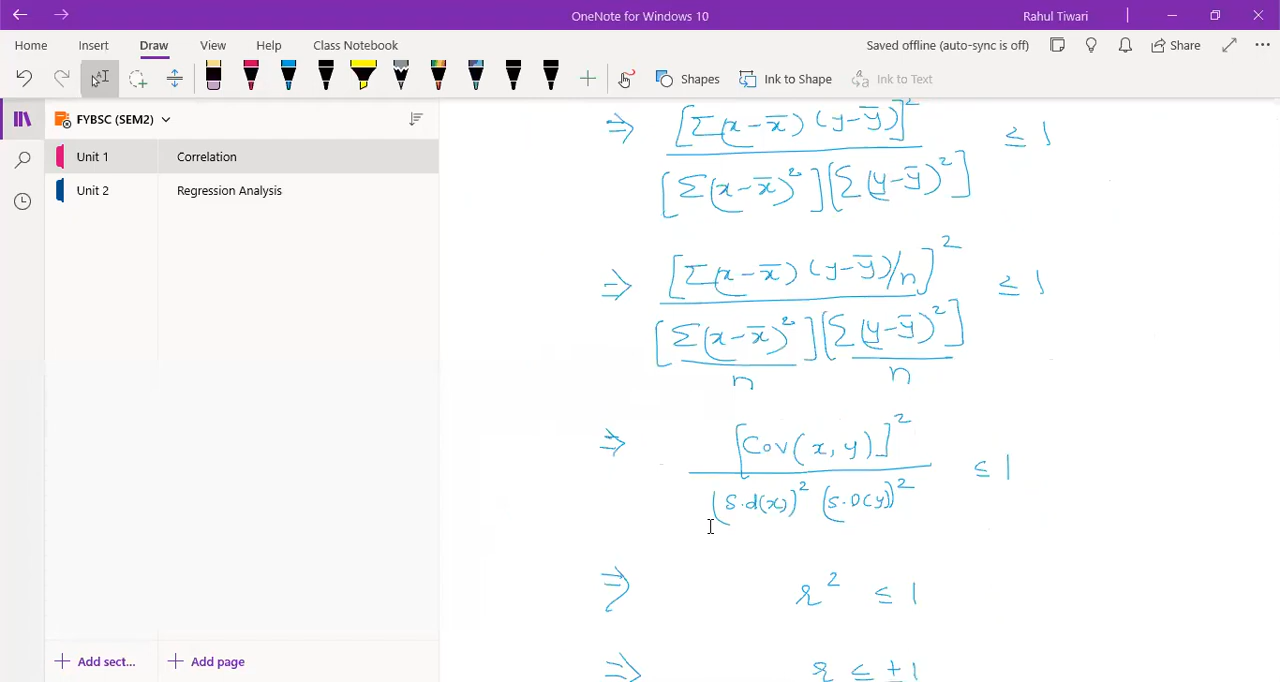 OneNote for Windows 10
Rahul Tiwari
Home Insert Draw View Help Class Notebook
Saved offline (auto-sync is off) Share
Shapes Ink to Shape Ink to Text
FYBSC (SEM2)
Unit 1 Correlation
Unit 2 Regression Analysis
⇒ [Σ(x-x̄) (y-ȳ)]² / [Σ(x-x̄)²][Σ(y-ȳ)²] ≤ 1
⇒ [Σ(x-x̄) (y-ȳ)/n]² / [Σ(x-x̄)²/n][Σ(y-ȳ)²/n] ≤ 1
⇒ [Cov(x,y)]² / (S.d(x))² (S.D(y))² ≤ 1
⇒ r² ≤ 1
⇒ r ≤ ±1
Add sect... Add page